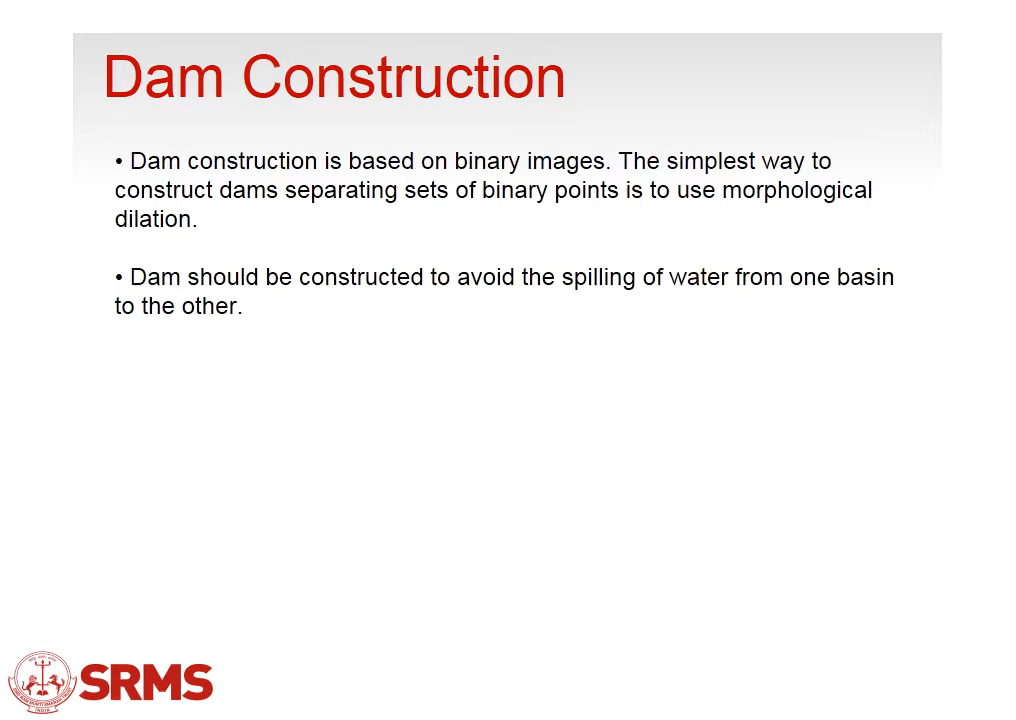 Dam Construction
• Dam construction is based on binary images. The simplest way to
construct dams separating sets of binary points is to use morphological
dilation.
• Dam should be constructed to avoid the spilling of water from one basin
to the other.
SRMS
INDIA